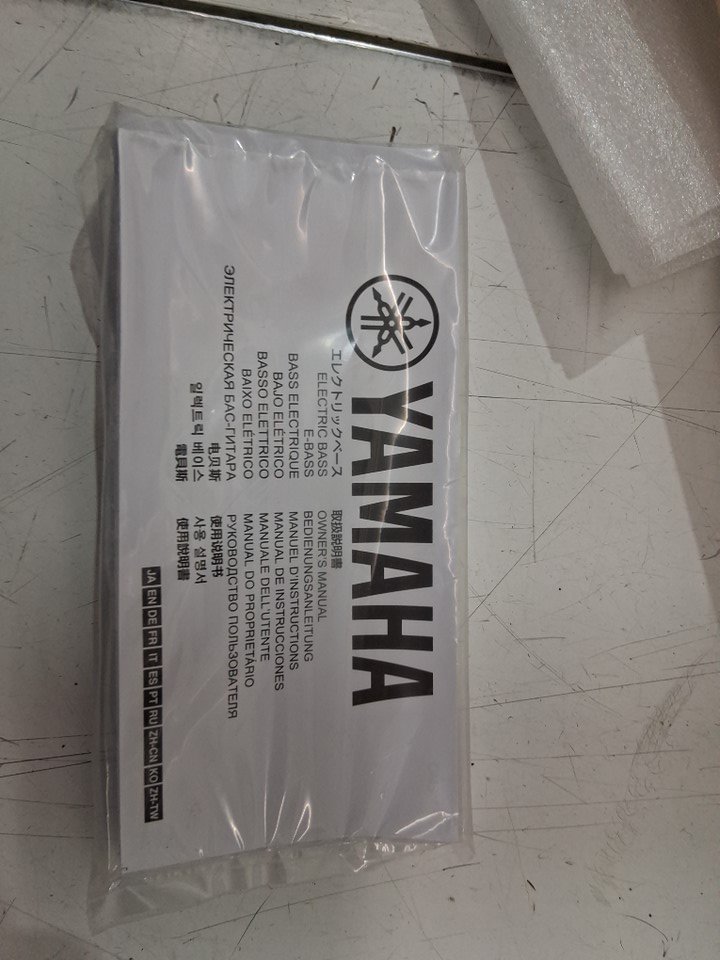 YAMAHA
エレクトリックベース 取扱説明書
ELECTRIC BASS OWNER'S MANUAL
E-BASS BEDIENUNGSANLEITUNG
BASS ELECTRIQUE MANUEL D'INSTRUCTIONS
BAJO ELÉTRICO MANUAL DE INSTRUCCIONES
BASSO ELETTRICO MANUALE DELL'UTENTE
BAIXO ELÉTRICO MANUAL DO PROPRIETÁRIO
ЭЛЕКТРИЧЕСКАЯ БАС-ГИТАРА РУКОВОДСТВО ПОЛЬЗОВАТЕЛЯ
电贝斯 使用说明书
일렉트릭 베이스 사용 설명서
電貝斯 使用說明書
JA EN DE FR IT ES PT RU ZH-CN KO ZH-TW